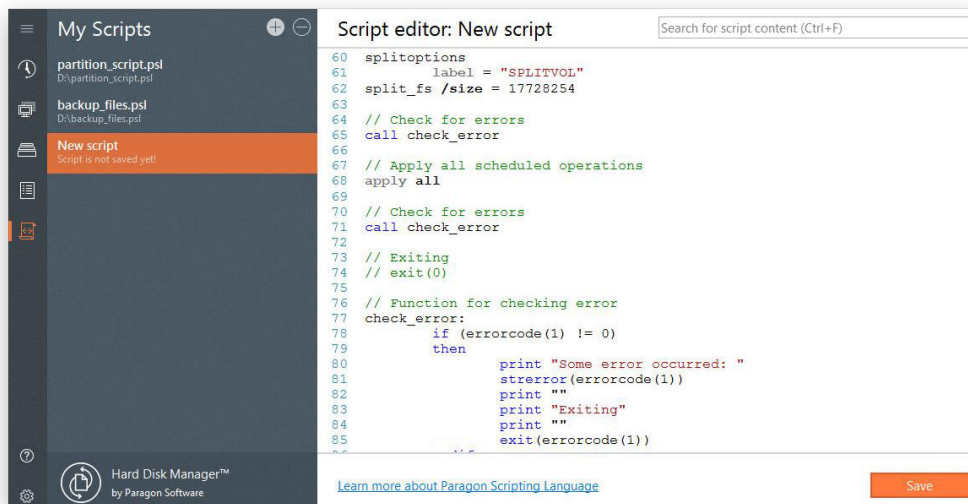 My Scripts
partition_script.psl
D:\partition_script.psl
backup_files.psl
D:\backup_files.psl
New script
Script is not saved yet!
Hard Disk Manager™
by Paragon Software
Script editor: New script
Search for script content (Ctrl+F)
60 splitoptions
61 label = "SPLITVOL"
62 split_fs /size = 17728254
63
64 // Check for errors
65 call check_error
66
67 // Apply all scheduled operations
68 apply all
69
70 // Check for errors
71 call check_error
72
73 // Exiting
74 // exit(0)
75
76 // Function for checking error
77 check_error:
78 if (errorcode(1) != 0)
79 then
80 print "Some error occurred: "
81 strerror(errorcode(1))
82 print ""
83 print "Exiting"
84 print ""
85 exit(errorcode(1))
Learn more about Paragon Scripting Language
Save